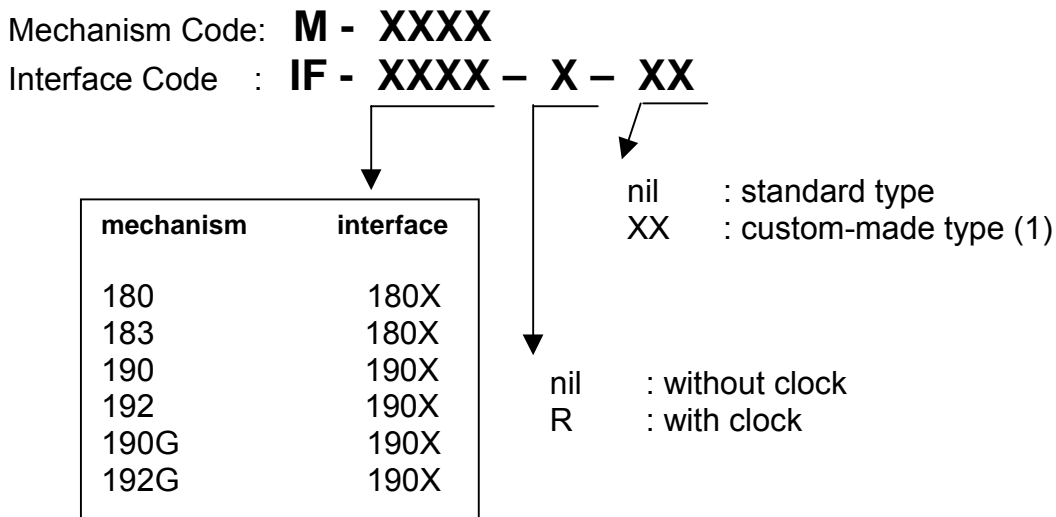 Mechanism Code: M - XXXX
Interface Code : IF - XXXX – X – XX
nil : standard type
XX : custom-made type (1)
mechanism interface
180 180X
183 180X
190 190X
192 190X
190G 190X
192G 190X
nil : without clock
R : with clock